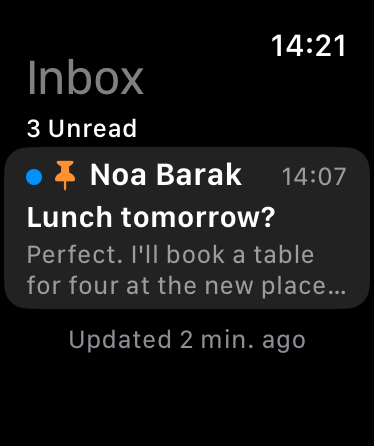 14:21
Inbox
3 Unread
Noa Barak 14:07
Lunch tomorrow?
Perfect. I'll book a table
for four at the new place…
Updated 2 min. ago